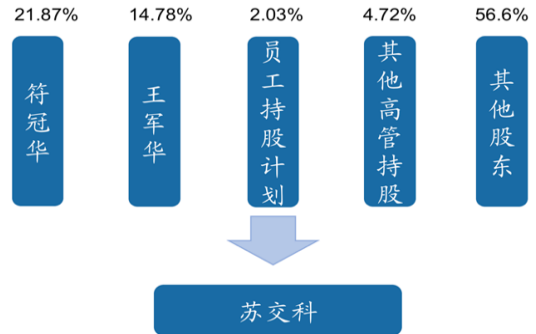 21.87% 14.78% 2.03% 4.72% 56.6%
符冠华
王军华
员工持股计划
其他高管持股
其他股东
苏交科